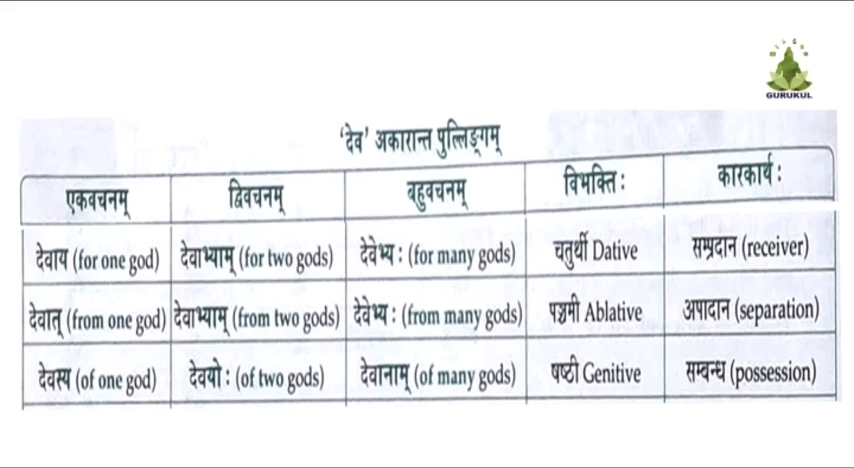 GURUKUL
'देव' अकारान्त पुल्लिङ्गम्
एकवचनम् द्विवचनम् बहुवचनम् विभक्ति: कारकार्य:
देवाय (for one god) देवाभ्याम् (for two gods) देवेभ्य: (for many gods) चतुर्थी Dative सम्प्रदान (receiver)
देवात् (from one god) देवाभ्याम् (from two gods) देवेभ्य: (from many gods) पञ्चमी Ablative अपादान (separation)
देवस्य (of one god) देवयो: (of two gods) देवानाम् (of many gods) षष्ठी Genitive सम्बन्ध (possession)